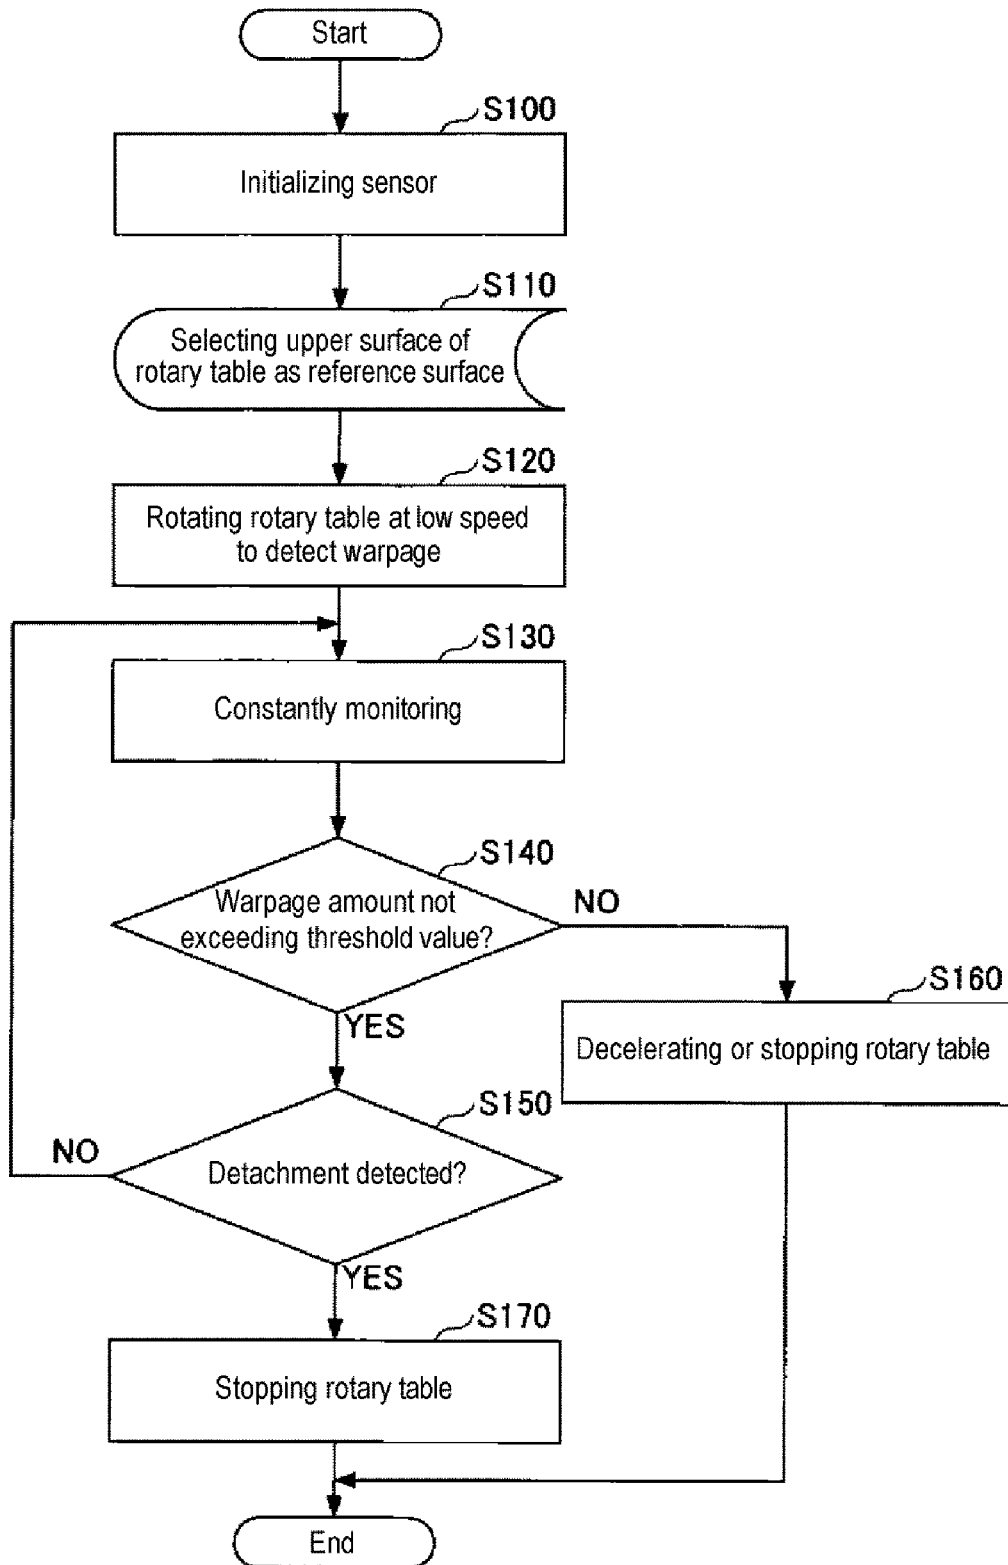 Start
S100
Initializing sensor
S110
Selecting upper surface of
rotary table as reference surface
S120
Rotating rotary table at low speed
to detect warpage
S130
Constantly monitoring
S140
Warpage amount not
exceeding threshold value?
NO
YES
S160
Decelerating or stopping rotary table
S150
Detachment detected?
NO
YES
S170
Stopping rotary table
End